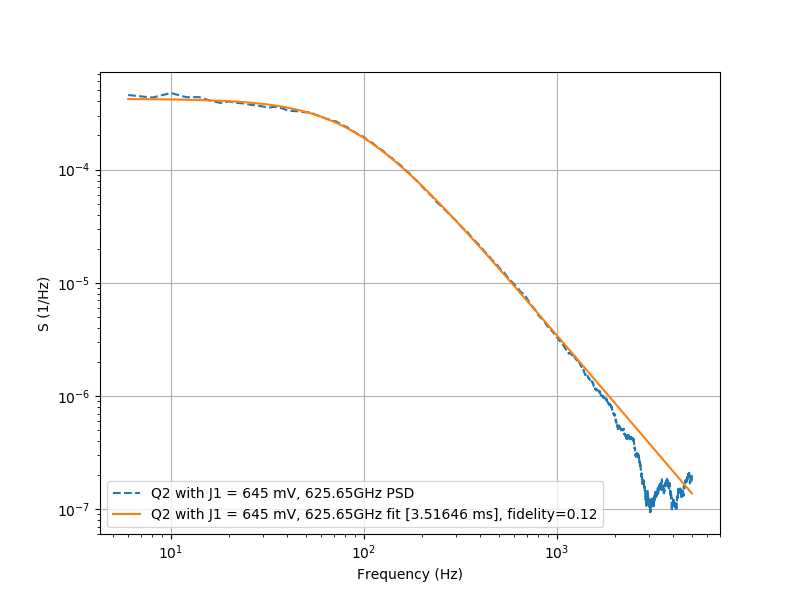 S (1/Hz)
10⁻⁴
10⁻⁵
10⁻⁶
10⁻⁷
Q2 with J1 = 645 mV, 625.65GHz PSD
Q2 with J1 = 645 mV, 625.65GHz fit [3.51646 ms], fidelity=0.12
10¹
10²
10³
Frequency (Hz)